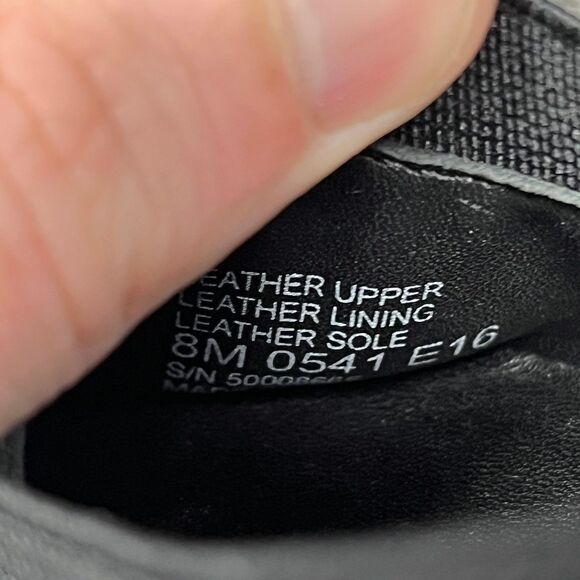 LEATHER UPPER
LEATHER LINING
LEATHER SOLE
8M 0541 E16
S/N